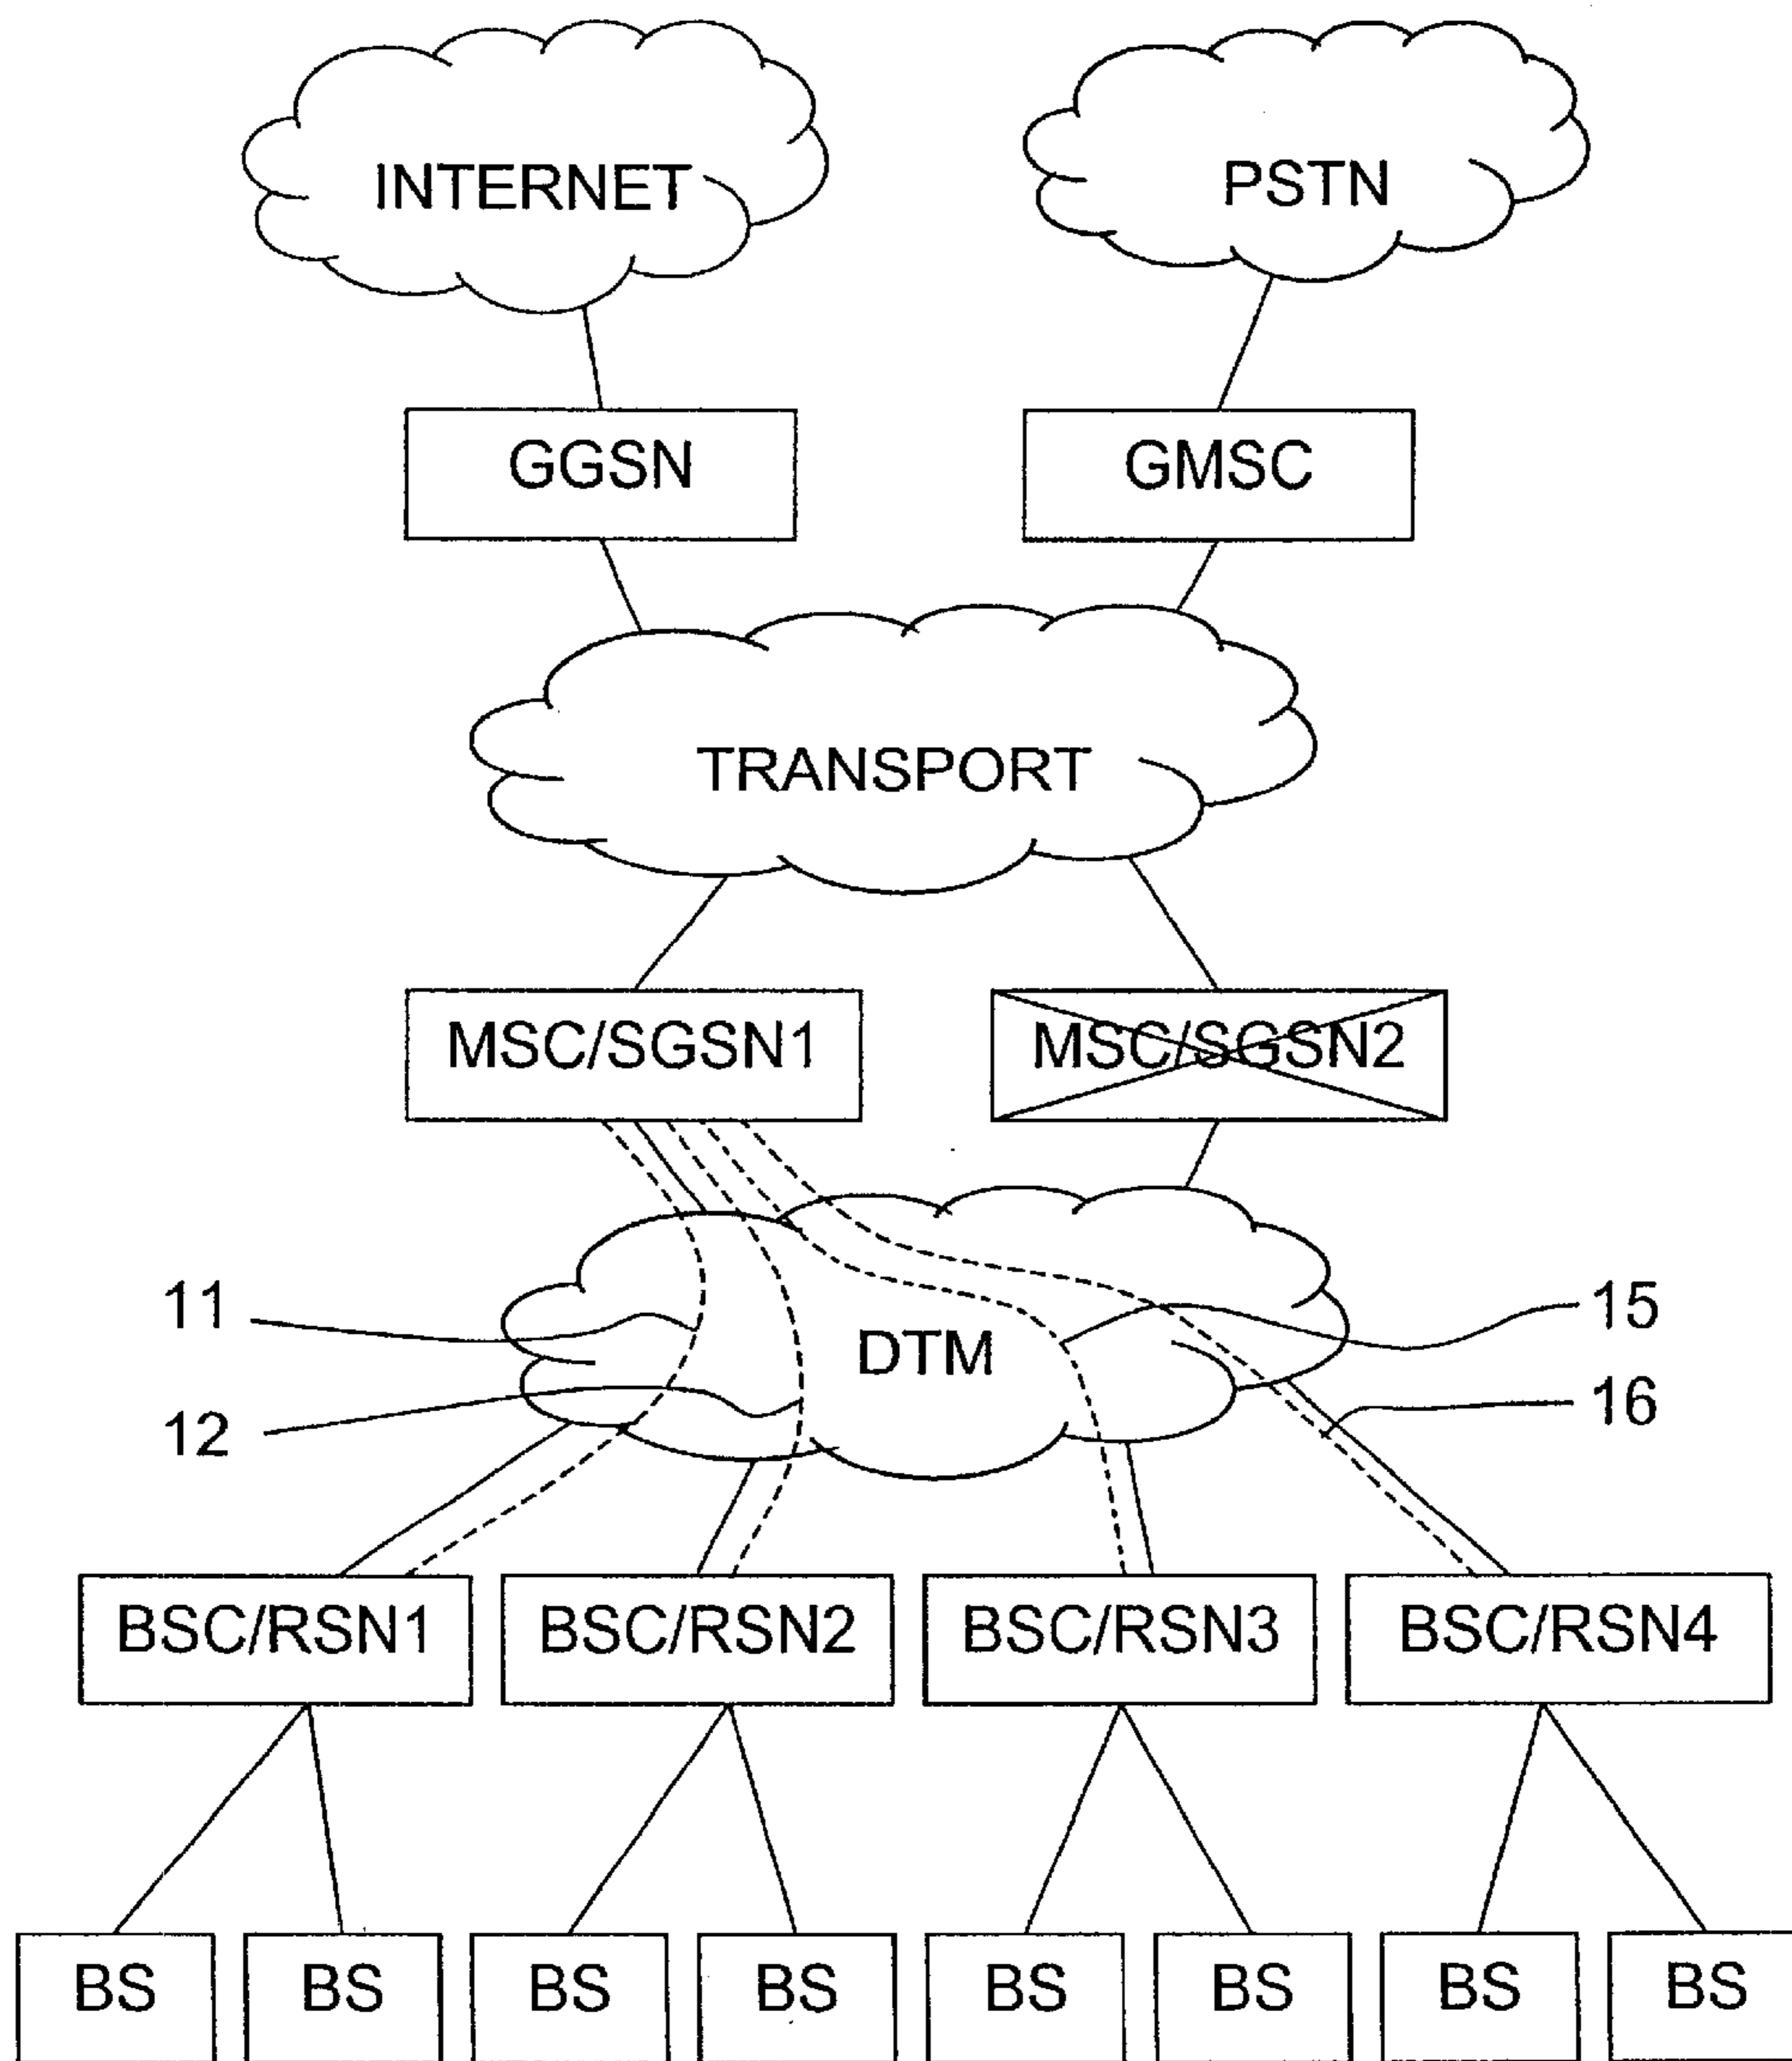 INTERNET
PSTN
GGSN
GMSC
TRANSPORT
MSC/SGSN1
MSC/SGSN2
11
15
DTM
12
16
BSC/RSN1
BSC/RSN2
BSC/RSN3
BSC/RSN4
BS
BS
BS
BS
BS
BS
BS
BS